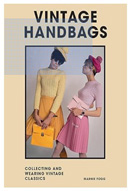 VINTAGE
HANDBAGS
COLLECTING AND
WEARING VINTAGE
CLASSICS